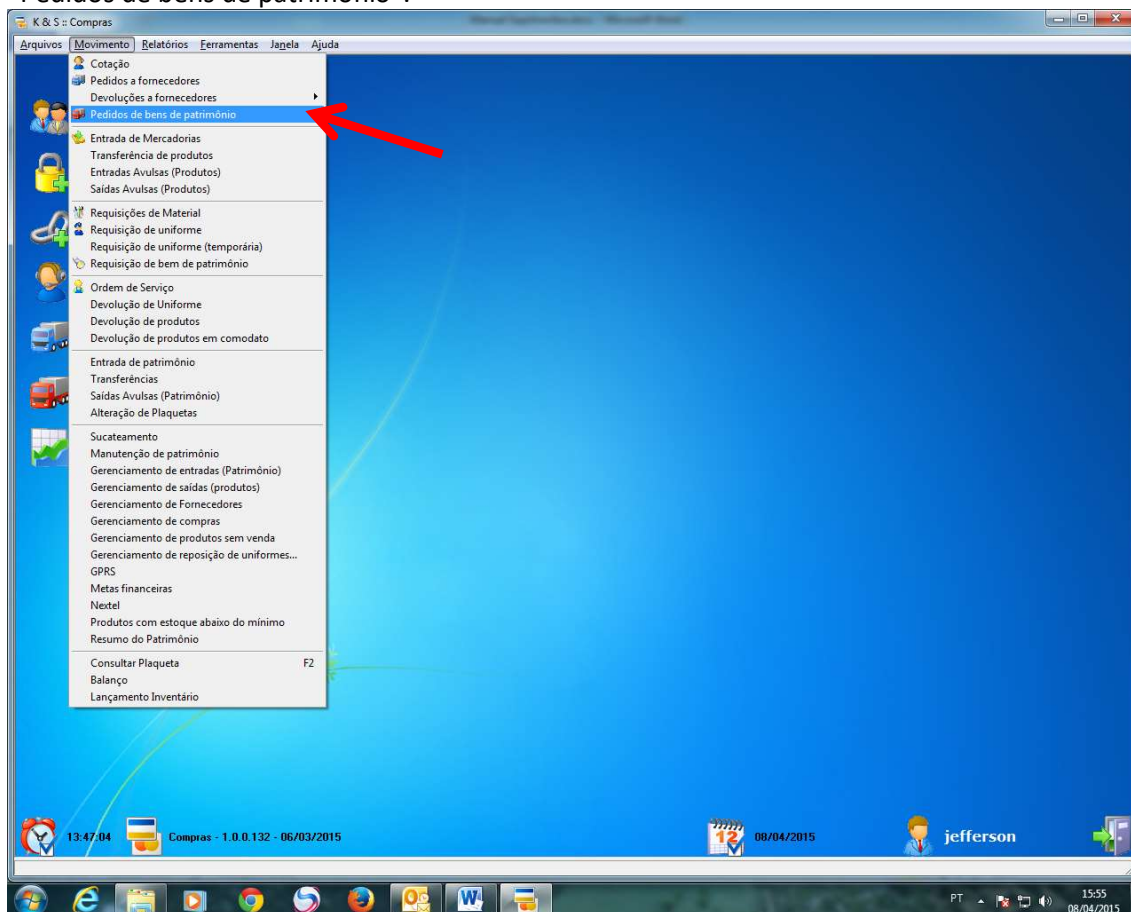 "Pedidos de bens de patrimônio".
K & S :: Compras
Arquivos Movimento Relatórios Ferramentas Janela Ajuda
Cotação
Pedidos a fornecedores
Devoluções a fornecedores
Pedidos de bens de patrimônio
Entrada de Mercadorias
Transferência de produtos
Entradas Avulsas (Produtos)
Saídas Avulsas (Produtos)
Requisições de Material
Requisição de uniforme
Requisição de uniforme (temporária)
Requisição de bem de patrimônio
Ordem de Serviço
Devolução de Uniforme
Devolução de produtos
Devolução de produtos em comodato
Entrada de patrimônio
Transferências
Saídas Avulsas (Patrimônio)
Alteração de Plaquetas
Sucateamento
Manutenção de patrimônio
Gerenciamento de entradas (Patrimônio)
Gerenciamento de saídas (produtos)
Gerenciamento de Fornecedores
Gerenciamento de compras
Gerenciamento de produtos sem venda
Gerenciamento de reposição de uniformes...
GPRS
Metas financeiras
Nextel
Produtos com estoque abaixo do mínimo
Resumo do Patrimônio
Consultar Plaqueta F2
Balanço
Lançamento Inventário
13:47:04 Compras - 1.0.0.132 - 06/03/2015 12 08/04/2015 jefferson
PT 15:55
08/04/2015